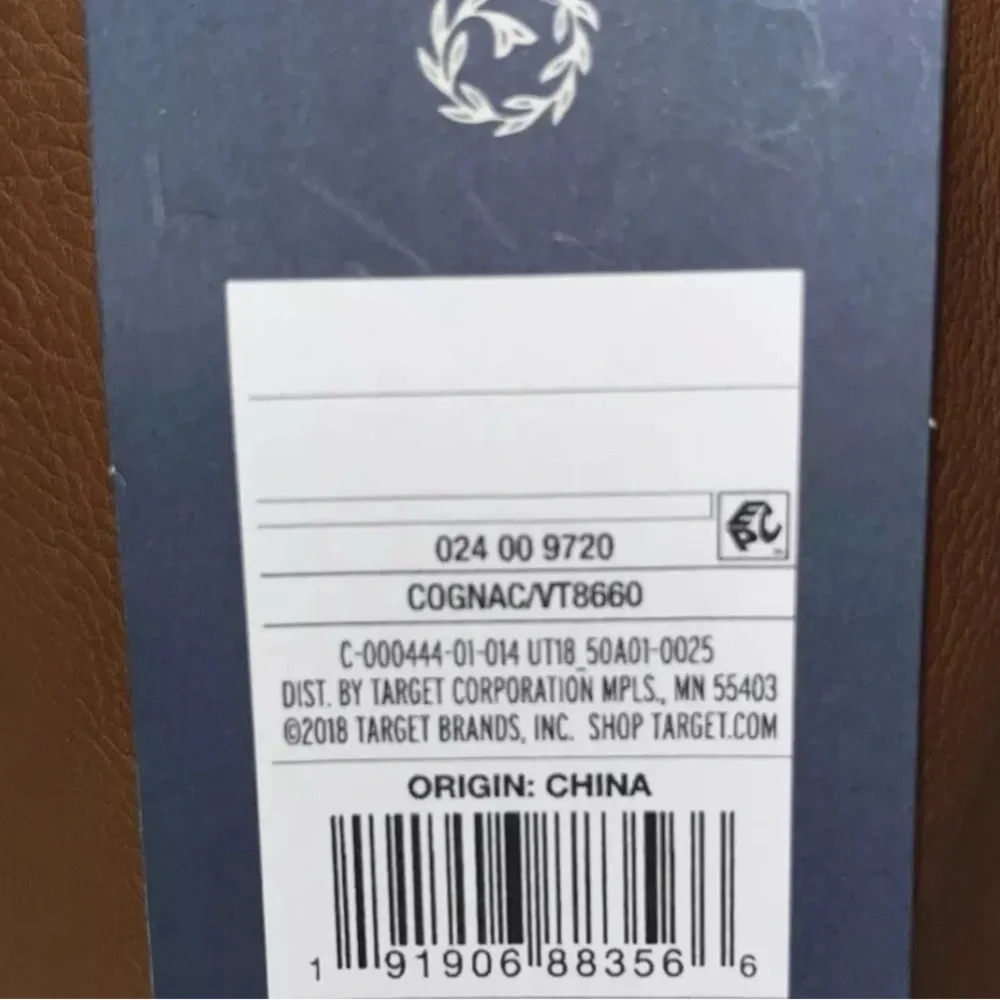 EPC
024 00 9720
COGNAC/VT8660
C-000444-01-014 UT18_50A01-0025
DIST. BY TARGET CORPORATION MPLS., MN 55403
©2018 TARGET BRANDS, INC. SHOP TARGET.COM
ORIGIN: CHINA
1 91906 88356 6